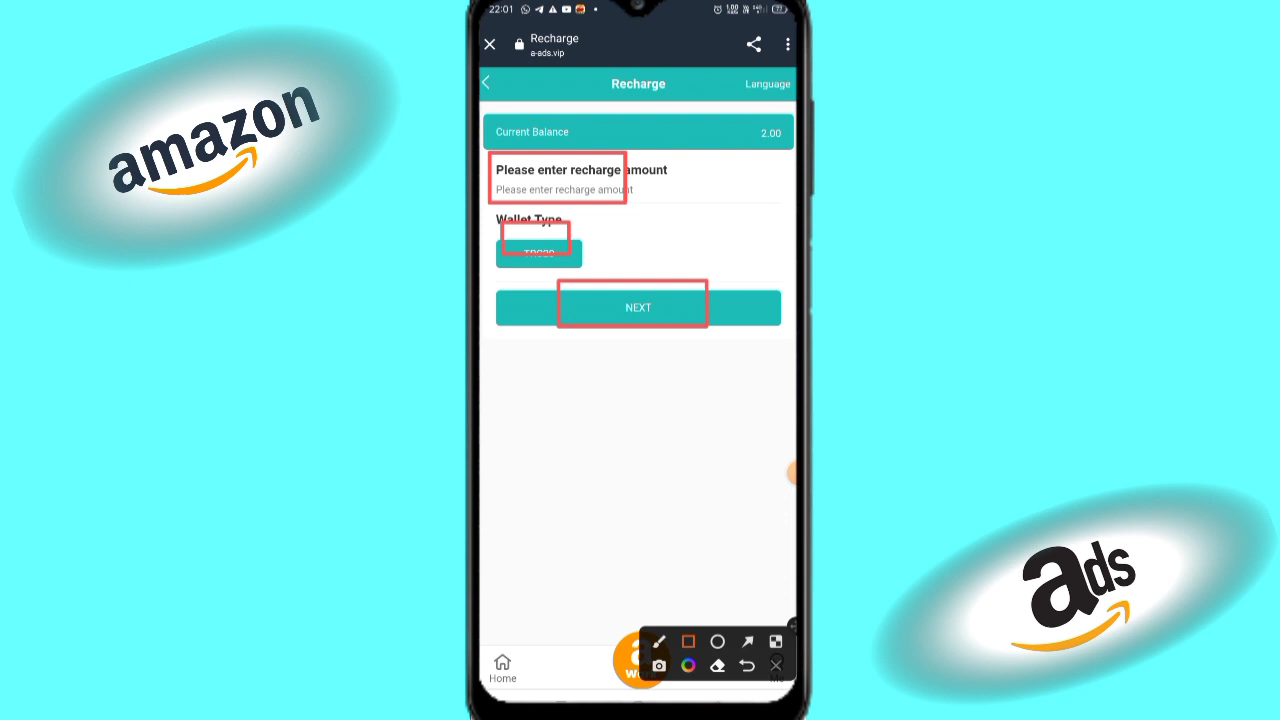 amazon
22:01
Recharge
a-ads.vip
Recharge
Language
Current Balance
2.00
Please enter recharge amount
Please enter recharge amount
Wallet Type
TRC20
NEXT
Home
Me
a
ads